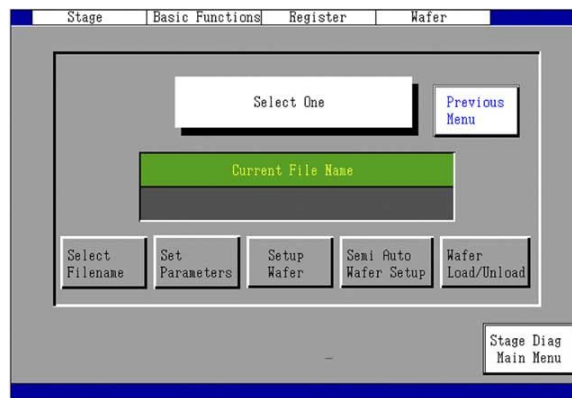 Stage Basic Functions Register Wafer
Select One
Previous
Menu
Current File Name
Select
Filename
Set
Parameters
Setup
Wafer
Semi Auto
Wafer Setup
Wafer
Load/Unload
Stage Diag
Main Menu